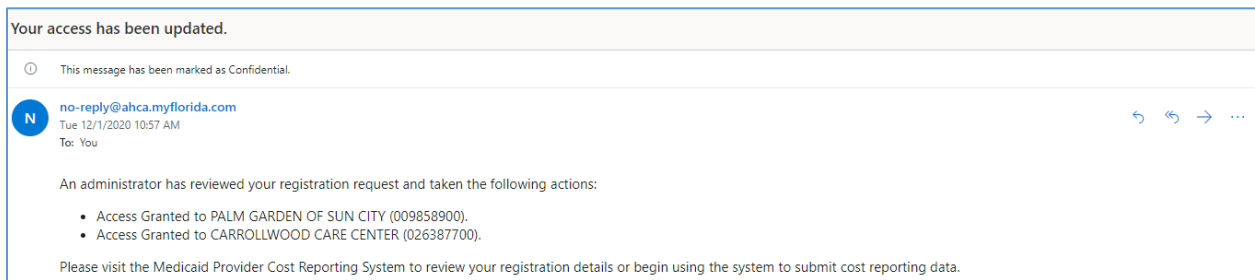 Your access has been updated.
This message has been marked as Confidential.
N
no-reply@ahca.myflorida.com
Tue 12/1/2020 10:57 AM
To: You
An administrator has reviewed your registration request and taken the following actions:
• Access Granted to PALM GARDEN OF SUN CITY (009858900).
• Access Granted to CARROLLWOOD CARE CENTER (026387700).
Please visit the Medicaid Provider Cost Reporting System to review your registration details or begin using the system to submit cost reporting data.